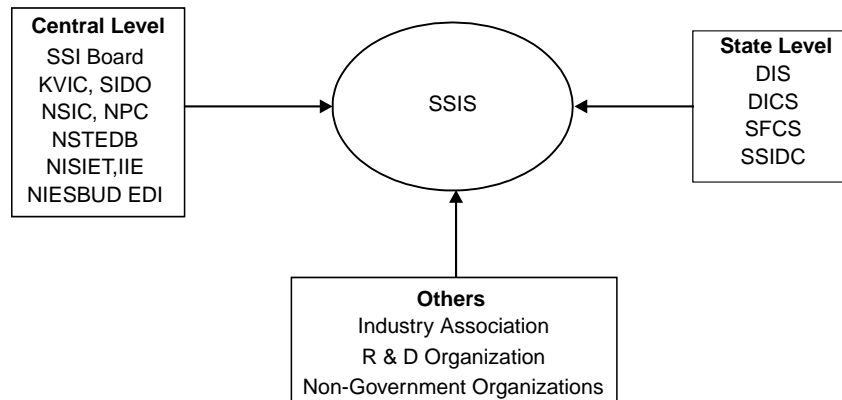 Central Level
SSI Board
KVIC, SIDO
NSIC, NPC
NSTEDB
NISIET,IIE
NIESBUD EDI
SSIS
State Level
DIS
DICS
SFCS
SSIDC
Others
Industry Association
R & D Organization
Non-Government Organizations